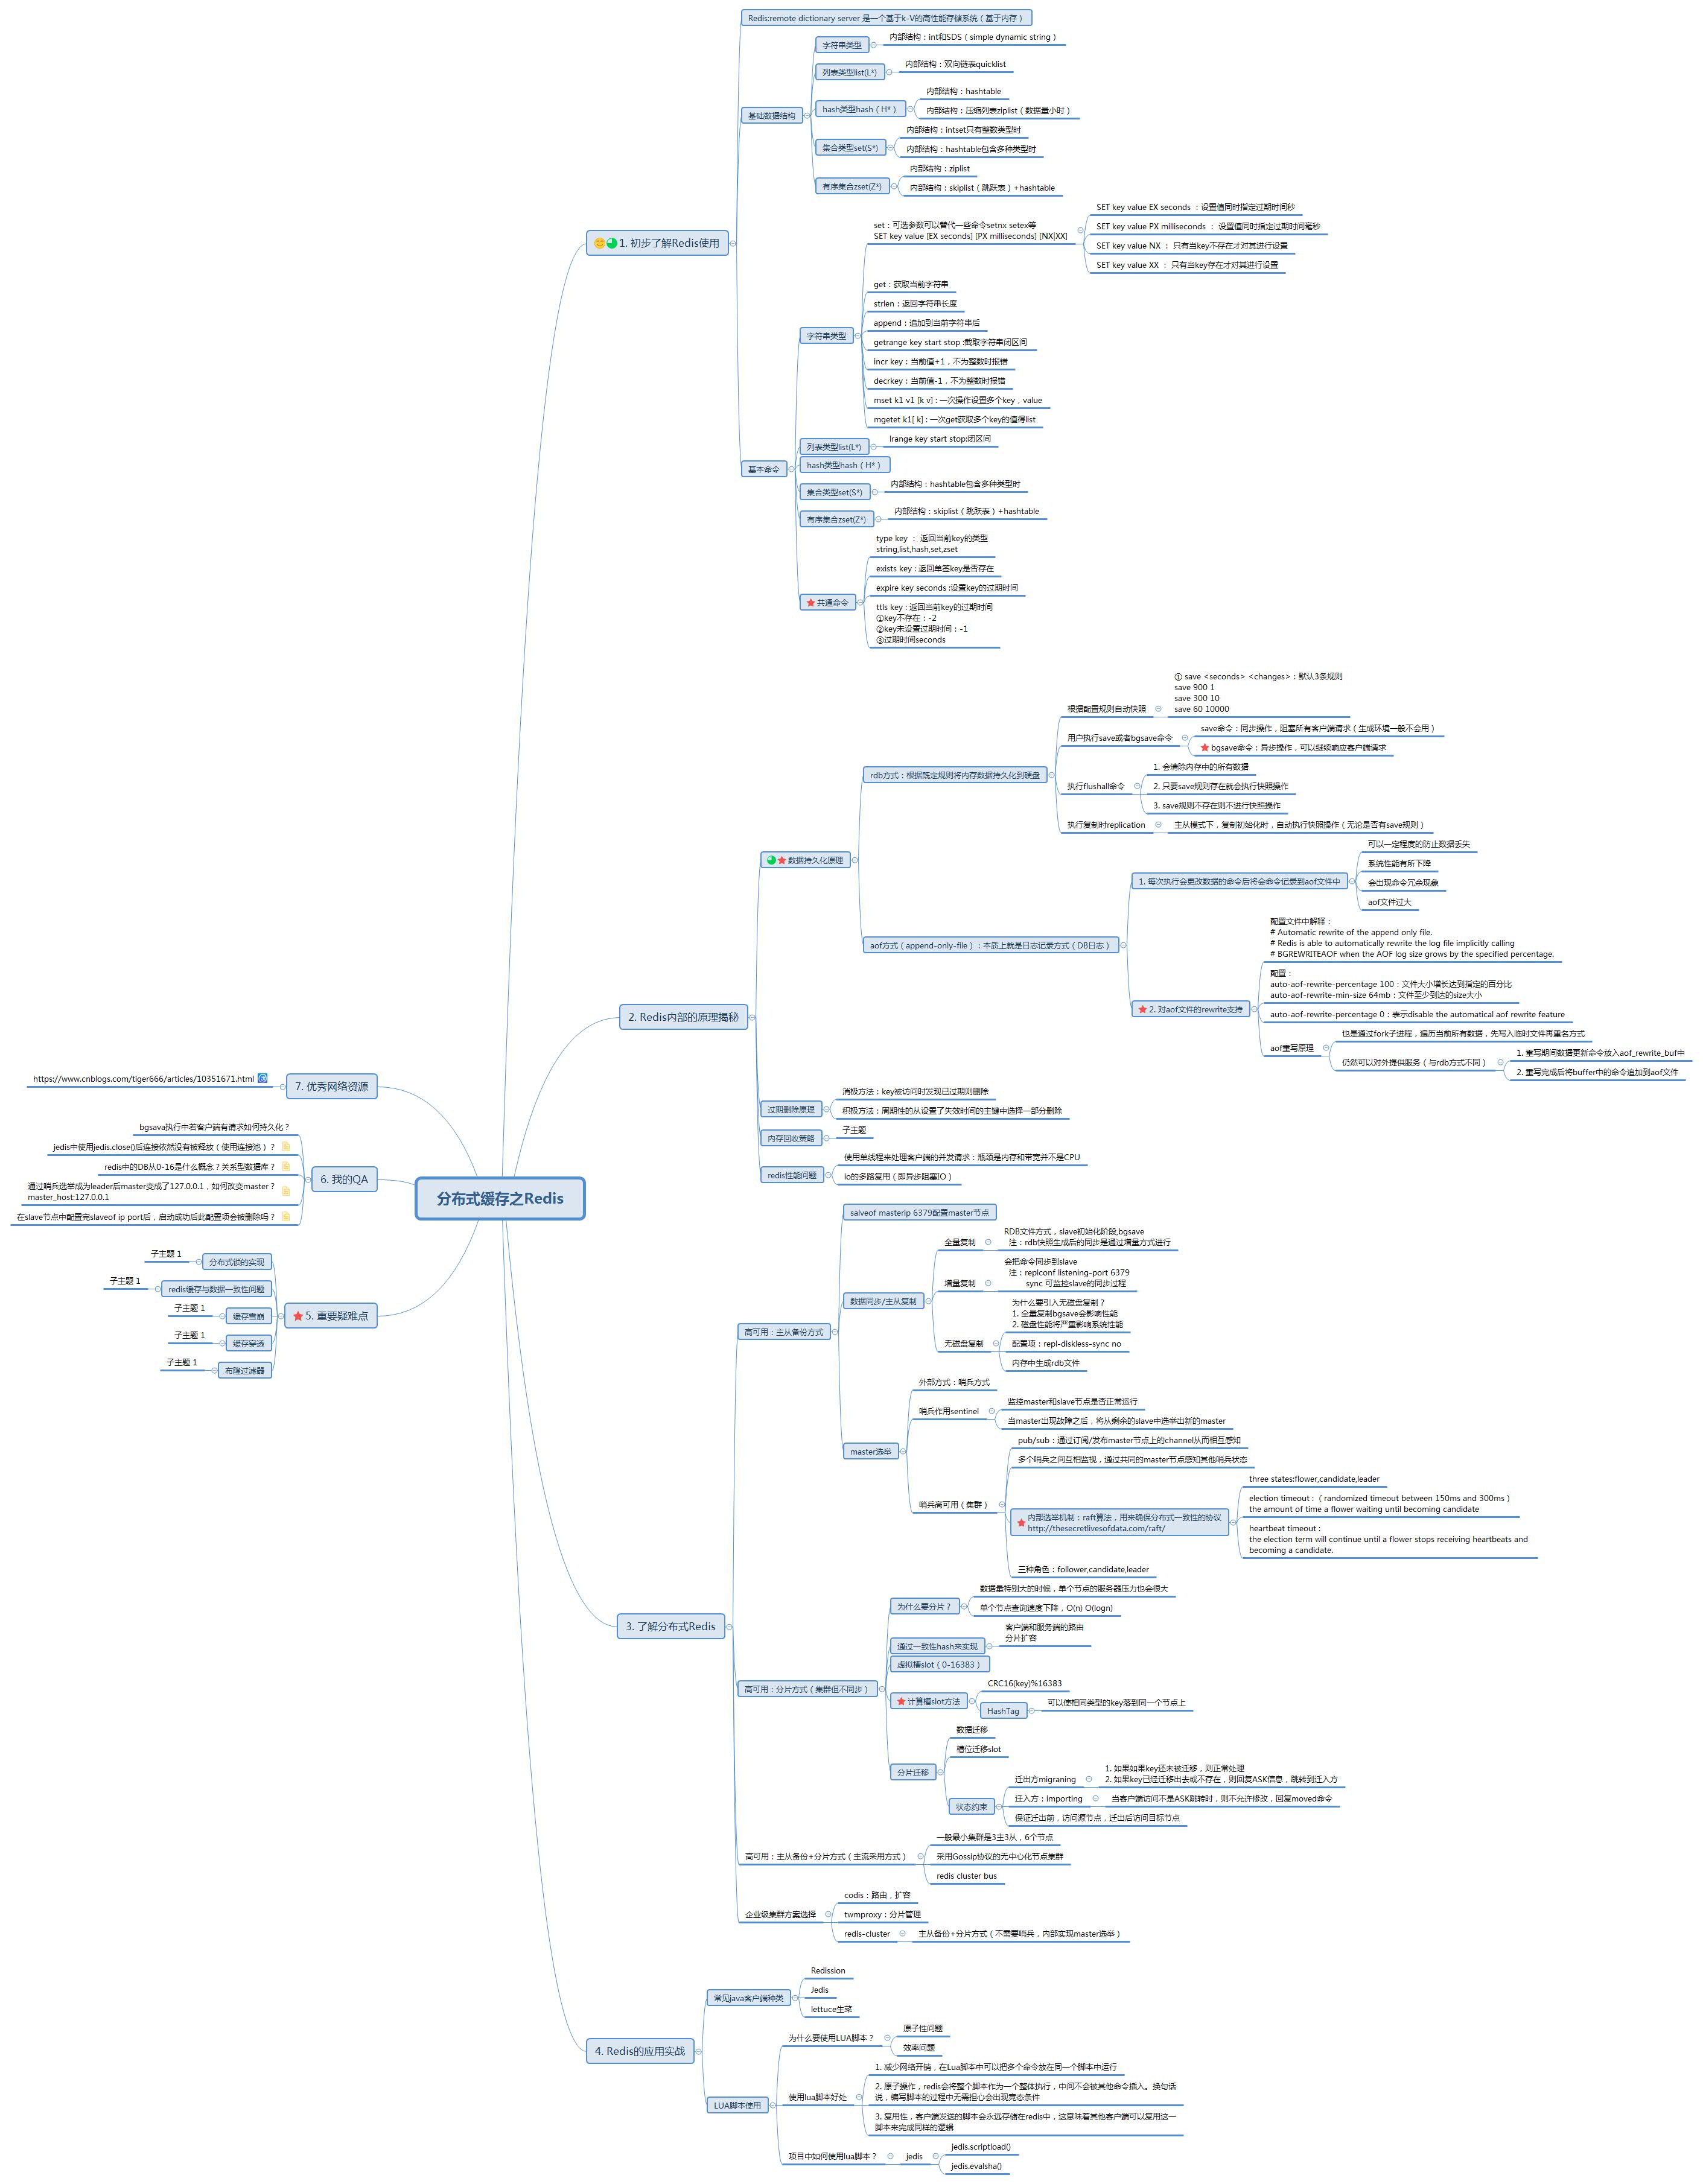 分布式缓存之Redis
1. 初步了解Redis使用
Redis:remote dictionary server 是一个基于k-V的高性能存储系统（基于内存）
基础数据结构
字符串类型
内部结构：int和SDS（simple dynamic string）
列表类型list(L*)
内部结构：双向链表quicklist
hash类型hash（H*）
内部结构：hashtable
内部结构：压缩列表ziplist（数据量小时）
集合类型set(S*)
内部结构：intset只有整数类型时
内部结构：hashtable包含多种类型时
有序集合zset(Z*)
内部结构：ziplist
内部结构：skiplist（跳跃表）+hashtable
基本命令
字符串类型
set：可选参数可以替代一些命令setnx setex等
SET key value [EX seconds] [PX milliseconds] [NX|XX]
SET key value EX seconds ：设置值同时指定过期时间秒
SET key value PX milliseconds ： 设置值同时指定过期时间毫秒
SET key value NX ： 只有当key不存在才对其进行设置
SET key value XX ： 只有当key存在才对其进行设置
get：获取当前字符串
strlen：返回字符串长度
append：追加到当前字符串后
getrange key start stop :截取字符串闭区间
incr key：当前值+1，不为整数时报错
decrkey：当前值-1，不为整数时报错
mset k1 v1 [k v] : 一次操作设置多个key，value
mgetet k1[ k] : 一次get获取多个key的值得list
列表类型list(L*)
lrange key start stop:闭区间
hash类型hash（H*）
集合类型set(S*)
内部结构：hashtable包含多种类型时
有序集合zset(Z*)
内部结构：skiplist（跳跃表）+hashtable
共通命令
type key ： 返回当前key的类型
string,list,hash,set,zset
exists key : 返回单签key是否存在
expire key seconds :设置key的过期时间
ttls key : 返回当前key的过期时间
①key不存在：-2
②key未设置过期时间：-1
③过期时间seconds
2. Redis内部的原理揭秘
数据持久化原理
rdb方式：根据既定规则将内存数据持久化到硬盘
根据配置规则自动快照
① save <seconds> <changes>：默认3条规则
save 900 1
save 300 10
save 60 10000
用户执行save或者bgsave命令
save命令：同步操作，阻塞所有客户端请求（生成环境一般不会用）
bgsave命令：异步操作，可以继续响应客户端请求
执行flushall命令
1. 会清除内存中的所有数据
2. 只要save规则存在就会执行快照操作
3. save规则不存在则不进行快照操作
执行复制时replication
主从模式下，复制初始化时，自动执行快照操作（无论是否有save规则）
aof方式（append-only-file）：本质上就是日志记录方式（DB日志）
1. 每次执行会更改数据的命令后将会命令记录到aof文件中
可以一定程度的防止数据丢失
系统性能有所下降
会出现命令冗余现象
aof文件过大
2. 对aof文件的rewrite支持
配置文件中解释：
# Automatic rewrite of the append only file.
# Redis is able to automatically rewrite the log file implicitly calling
# BGREWRITEAOF when the AOF log size grows by the specified percentage.
配置：
auto-aof-rewrite-percentage 100：文件大小增长达到指定的百分比
auto-aof-rewrite-min-size 64mb：文件至少到达的size大小
auto-aof-rewrite-percentage 0：表示disable the automatical aof rewrite feature
aof重写原理
也是通过fork子进程，遍历当前所有数据，先写入临时文件再重名方式
仍然可以对外提供服务（与rdb方式不同）
1. 重写期间数据更新命令放入aof_rewrite_buf中
2. 重写完成后将buffer中的命令追加到aof文件
过期删除原理
消极方法：key被访问时发现已过期则删除
积极方法：周期性的从设置了失效时间的主键中选择一部分删除
内存回收策略
子主题
redis性能问题
使用单线程来处理客户端的并发请求：瓶颈是内存和带宽并不是CPU
io的多路复用（即异步阻塞IO）
3. 了解分布式Redis
高可用：主从备份方式
salveof masterip 6379配置master节点
数据同步/主从复制
全量复制
RDB文件方式，slave初始化阶段,bgsave
注：rdb快照生成后的同步是通过增量方式进行
增量复制
会把命令同步到slave
注：replconf listening-port 6379
sync 可监控slave的同步过程
无磁盘复制
为什么要引入无磁盘复制？
1. 全量复制bgsave会影响性能
2. 磁盘性能将严重影响系统性能
配置项：repl-diskless-sync no
内存中生成rdb文件
master选举
外部方式：哨兵方式
哨兵作用sentinel
监控master和slave节点是否正常运行
当master出现故障之后，将从剩余的slave中选举出新的master
哨兵高可用（集群）
pub/sub：通过订阅/发布master节点上的channel从而相互感知
多个哨兵之间互相监视，通过共同的master节点感知其他哨兵状态
内部选举机制：raft算法，用来确保分布式一致性的协议
http://thesecretlivesofdata.com/raft/
three states:flower,candidate,leader
election timeout :（randomized timeout between 150ms and 300ms）
the amount of time a flower waiting until becoming candidate
heartbeat timeout :
the election term will continue until a flower stops receiving heartbeats and
becoming a candidate.
三种角色：follower,candidate,leader
高可用：分片方式（集群但不同步）
为什么要分片？
数据量特别大的时候，单个节点的服务器压力也会很大
单个节点查询速度下降，O(n) O(logn)
通过一致性hash来实现
客户端和服务端的路由
分片扩容
虚拟槽slot（0-16383）
计算槽slot方法
CRC16(key)%16383
HashTag
可以使相同类型的key落到同一个节点上
分片迁移
数据迁移
槽位迁移slot
状态约束
迁出方migraning
1. 如果如果key还未被迁移，则正常处理
2. 如果key已经迁移出去或不存在，则回复ASK信息，跳转到迁入方
迁入方：importing
当客户端访问不是ASK跳转时，则不允许修改，回复moved命令
保证迁出前，访问源节点，迁出后访问目标节点
高可用：主从备份+分片方式（主流采用方式）
一般最小集群是3主3从，6个节点
采用Gossip协议的无中心化节点集群
redis cluster bus
企业级集群方案选择
codis：路由，扩容
twmproxy：分片管理
redis-cluster
主从备份+分片方式（不需要哨兵，内部实现master选举）
4. Redis的应用实战
常见java客户端种类
Redission
Jedis
lettuce生菜
LUA脚本使用
为什么要使用LUA脚本？
原子性问题
效率问题
使用lua脚本好处
1. 减少网络开销，在Lua脚本中可以把多个命令放在同一个脚本中运行
2. 原子操作，redis会将整个脚本作为一个整体执行，中间不会被其他命令插入。换句话
说，编写脚本的过程中无需担心会出现竞态条件
3. 复用性，客户端发送的脚本会永远存储在redis中，这意味着其他客户端可以复用这一
脚本来完成同样的逻辑
项目中如何使用lua脚本？
jedis
jedis.scriptload()
jedis.evalsha()
5. 重要疑难点
分布式锁的实现
子主题 1
redis缓存与数据一致性问题
子主题 1
缓存雪崩
子主题 1
缓存穿透
子主题 1
布隆过滤器
子主题 1
6. 我的QA
bgsava执行中若客户端有请求如何持久化？
jedis中使用jedis.close()后连接依然没有被释放（使用连接池）？
redis中的DB从0-16是什么概念？关系型数据库？
通过哨兵选举成为leader后master变成了127.0.0.1，如何改变master？
master_host:127.0.0.1
在slave节点中配置完slaveof ip port后，启动成功后此配置项会被删除吗？
7. 优秀网络资源
https://www.cnblogs.com/tiger666/articles/10351671.html